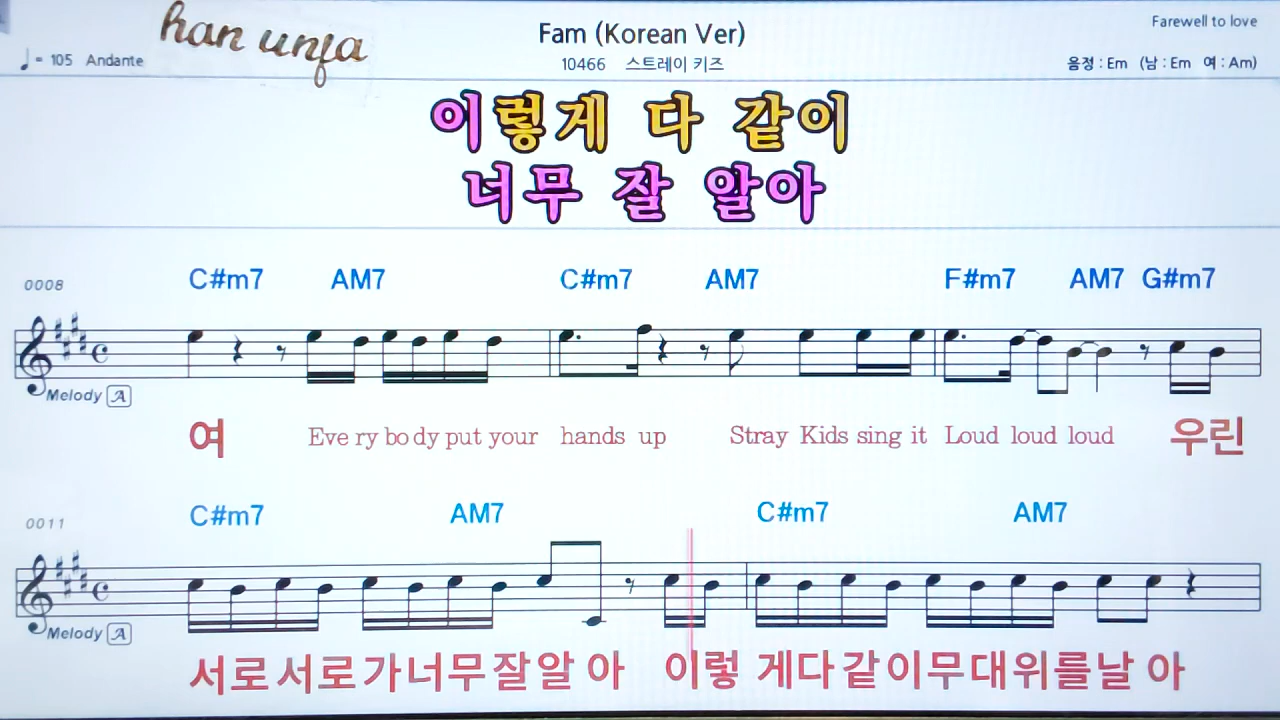 han unja
Fam (Korean Ver)
Farewell to love
♩= 105 Andante
10466 스트레이 키즈
음정 : Em (남 : Em 여 : Am)
이렇게 다 같이
너무 잘 알아
0008 C#m7 AM7 C#m7 AM7 F#m7 AM7 G#m7
Melody A
여 Eve ry bo dy put your hands up Stray Kids sing it Loud loud loud 우린
0011 C#m7 AM7 C#m7 AM7
Melody A
서로서로가너무잘알 아 이렇 게다같이무대위를날 아